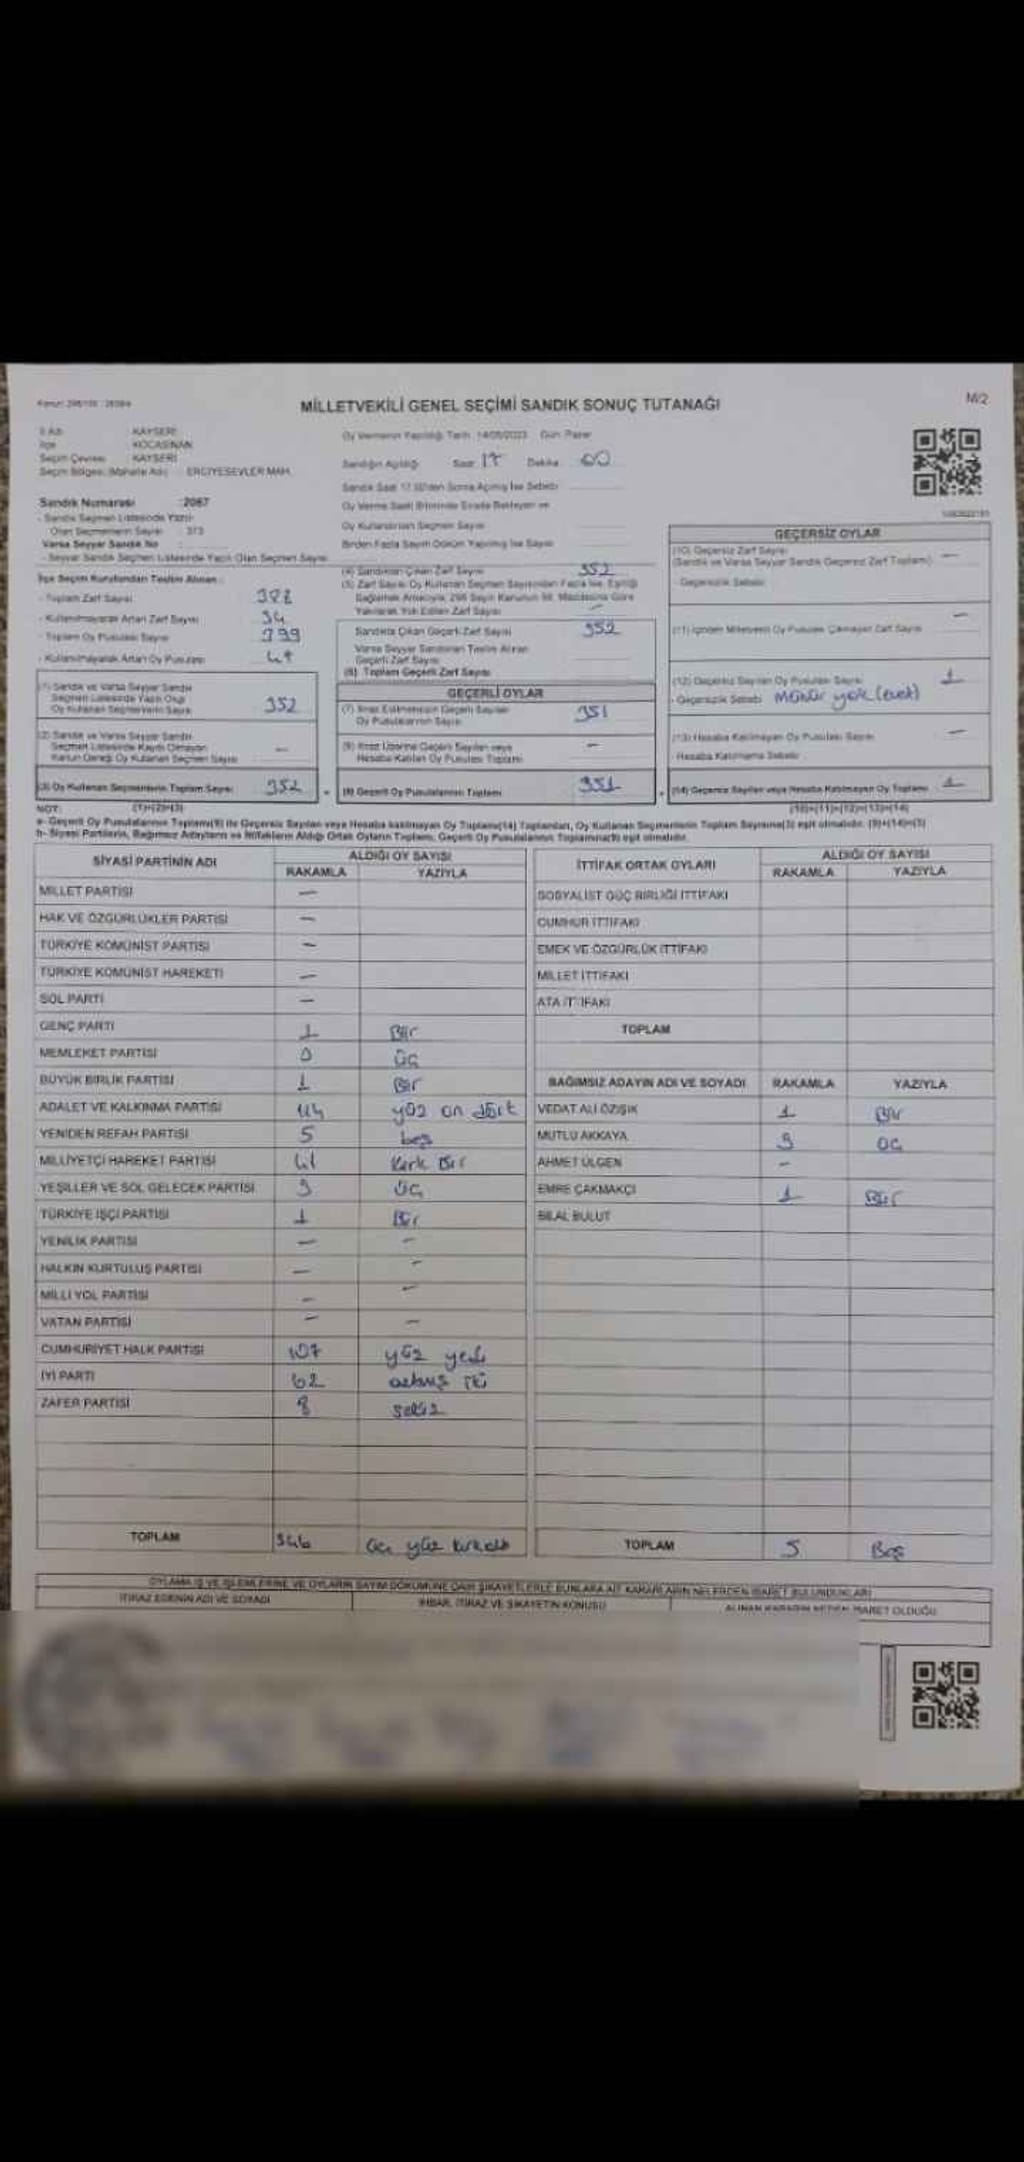 MİLLETVEKİLİ GENEL SEÇİMİ SANDIK SONUÇ TUTANAĞI
M/2
İl Adı KAYSERİ
İlçe KOCASİNAN
Seçim Çevresi KAYSERİ
Seçim Bölgesi (Mahalle Adı) ERCİYESEVLER MAH.
Oy Vermenin Yapıldığı Tarih 14/05/2023 Gün Pazar
Sandığın Açıldığı Saat 17 Dakika 00
Sandık Saat 17.00'den Sonra Açılmış İse Sebebi
Oy Verme Saati Bitiminde Sırada Bekleyen ve
Oy Kullandırılan Seçmen Sayısı
Birden Fazla Sayım Döküm Yapılmış İse Sayısı
Sandık Numarası :2067
- Sandık Seçmen Listesinde Yazılı
Olan Seçmenlerin Sayısı : 373
Varsa Seyyar Sandık No :
- Seyyar Sandık Seçmen Listesinde Yazılı Olan Seçmen Sayısı
İlçe Seçim Kurulundan Teslim Alınan :
- Toplam Zarf Sayısı
- Kullanılmayarak Artan Zarf Sayısı 34
- Toplam Oy Pusulası Sayısı 399
- Kullanılmayarak Artan Oy Pusulası 47
(1) Sandık ve Varsa Seyyar Sandık
Seçmen Listesinde Yazılı Olup
Oy Kullanan Seçmenlerin Sayısı 352
(2) Sandık ve Varsa Seyyar Sandık
Seçmen Listesinde Kayıtlı Olmayan
Kanun Gereği Oy Kullanan Seçmen Sayısı —
(3) Oy Kullanan Seçmenlerin Toplam Sayısı 352
(4) Sandıktan Çıkan Zarf Sayısı 352
(5) Zarf Sayısı Oy Kullanan Seçmen Sayısından Fazla İse, Eşitliği
Sağlamak Amacıyla, 298 Sayılı Kanunun 98. Maddesine Göre
Yakılarak Yok Edilen Zarf Sayısı —
Sandıkta Çıkan Geçerli Zarf Sayısı 352
Varsa Seyyar Sandıktan Teslim Alınan
Geçerli Zarf Sayısı
(6) Toplam Geçerli Zarf Sayısı
GEÇERLİ OYLAR
(7) İtiraz Edilmeksizin Geçerli Sayılan
Oy Pusulalarının Sayısı 351
(8) İtiraz Üzerine Geçerli Sayılan veya
Hesaba Katılan Oy Pusulası Toplamı —
(9) Geçerli Oy Pusulalarının Toplamı 351
GEÇERSİZ OYLAR
(10) Geçersiz Zarf Sayısı
(Sandık ve Varsa Seyyar Sandık Geçersiz Zarf Toplamı) —
- Geçersizlik Sebebi
(11) İçinden Milletvekili Oy Pusulası Çıkmayan Zarf Sayısı —
(12) Geçersiz Sayılan Oy Pusulası Sayısı 1
- Geçersizlik Sebebi Mühür yok (evet)
(13) Hesaba Katılmayan Oy Pusulası Sayısı —
- Hesaba Katılmama Sebebi
(14) Geçersiz Sayılan veya Hesaba Katılmayan Oy Toplamı 1
NOT: (1)+(2)=(3) (10)+(11)+(12)+(13)=(14)
a- Geçerli Oy Pusulalarının Toplamı(9) ile Geçersiz Sayılan veya Hesaba katılmayan Oy Toplamı(14) Toplamları, Oy Kullanan Seçmenlerin Toplam Sayısına(3) eşit olmalıdır. (9)+(14)=(3)
b- Siyasi Partilerin, Bağımsız Adayların ve İttifakların Aldığı Ortak Oyların Toplamı, Geçerli Oy Pusulalarının Toplamına(9) eşit olmalıdır.
SİYASİ PARTİNİN ADI ALDIĞI OY SAYISI
RAKAMLA YAZIYLA
MİLLET PARTİSİ —
HAK VE ÖZGÜRLÜKLER PARTİSİ —
TÜRKİYE KOMÜNİST PARTİSİ —
TÜRKİYE KOMÜNİST HAREKETİ —
SOL PARTİ —
GENÇ PARTİ 1 Bir
MEMLEKET PARTİSİ 3 üç
BÜYÜK BİRLİK PARTİSİ 1 Bir
ADALET VE KALKINMA PARTİSİ 114 yüz on dört
YENİDEN REFAH PARTİSİ 5 beş
MİLLİYETÇİ HAREKET PARTİSİ 41 Kırk Bir
YEŞİLLER VE SOL GELECEK PARTİSİ 3 üç
TÜRKİYE İŞÇİ PARTİSİ 1 Bir
YENİLİK PARTİSİ — —
HALKIN KURTULUŞ PARTİSİ — —
MİLLİ YOL PARTİSİ — —
VATAN PARTİSİ — —
CUMHURİYET HALK PARTİSİ 107 yüz yedi
İYİ PARTİ 62 altmış iki
ZAFER PARTİSİ 8 sekiz
TOPLAM 346 üç yüz kırkaltı
İTTİFAK ORTAK OYLARI ALDIĞI OY SAYISI
RAKAMLA YAZIYLA
SOSYALİST GÜÇ BİRLİĞİ İTTİFAKI
CUMHUR İTTİFAKI
EMEK VE ÖZGÜRLÜK İTTİFAKI
MİLLET İTTİFAKI
ATA İTTİFAKI
TOPLAM
BAĞIMSIZ ADAYIN ADI VE SOYADI RAKAMLA YAZIYLA
VEDAT ALİ ÖZIŞIK 1 Bir
MUTLU AKKAYA 3 üç
AHMET ÜLGEN —
EMRE ÇAKMAKÇI 1 Bir
BİLAL BULUT
TOPLAM 5 Beş
OYLAMA İŞ VE İŞLEMLERİNE VE OYLARIN SAYIM DÖKÜMÜNE DAİR ŞİKAYETLERLE BUNLARA AİT KARARLARIN NELERDEN İBARET BULUNDUKLARI
İTİRAZ EDENİN ADI VE SOYADI İHBAR, İTİRAZ VE ŞİKAYETİN KONUSU ALINAN KARARIN NEDEN İBARET OLDUĞU